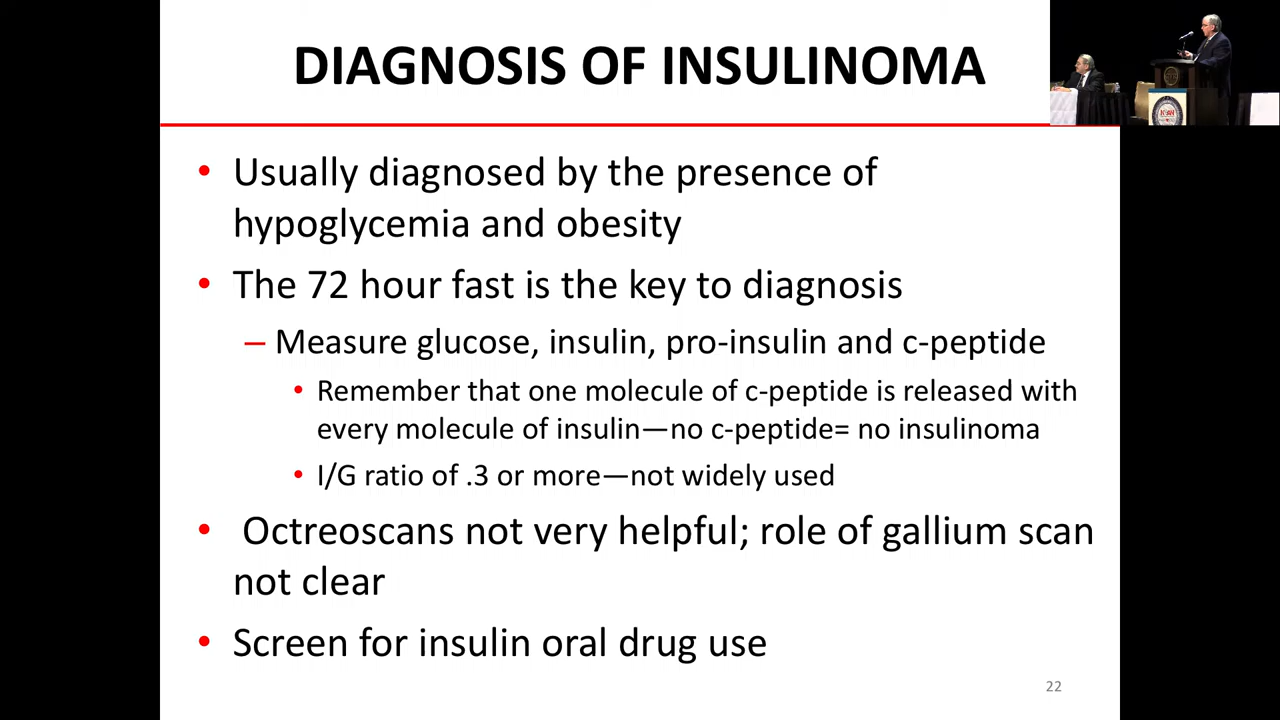 DIAGNOSIS OF INSULINOMA
• Usually diagnosed by the presence of
hypoglycemia and obesity
• The 72 hour fast is the key to diagnosis
– Measure glucose, insulin, pro-insulin and c-peptide
• Remember that one molecule of c-peptide is released with
every molecule of insulin—no c-peptide= no insulinoma
• I/G ratio of .3 or more—not widely used
• Octreoscans not very helpful; role of gallium scan
not clear
• Screen for insulin oral drug use
22